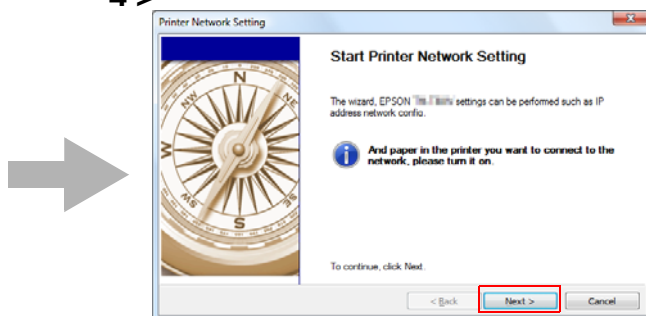 Printer Network Setting
Start Printer Network Setting
The wizard, EPSON settings can be performed such as IP
address network config.
And paper in the printer you want to connect to the
network, please turn it on.
N
NE
NW
W
SW
S
SE
To continue, click Next.
< Back
Next >
Cancel